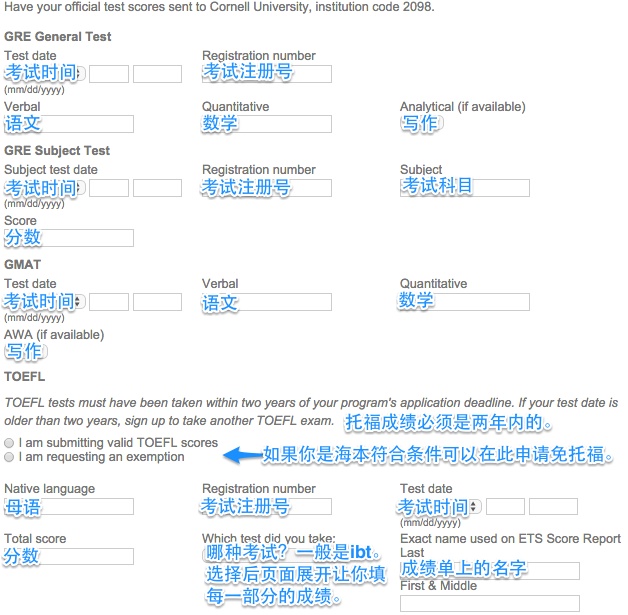 Have your official test scores sent to Cornell University, institution code 2098.
GRE General Test
Test date
Registration number
考试时间
考试注册号
(mm/dd/yyyy)
Verbal
Quantitative
Analytical (if available)
语文
数学
写作
GRE Subject Test
Subject test date
Registration number
Subject
考试时间
考试注册号
考试科目
(mm/dd/yyyy)
Score
分数
GMAT
Test date
Verbal
Quantitative
考试时间
语文
数学
(mm/dd/yyyy)
AWA (if available)
写作
TOEFL
TOEFL tests must have been taken within two years of your program's application deadline. If your test date is
older than two years, sign up to take another TOEFL exam.
托福成绩必须是两年内的。
I am submitting valid TOEFL scores
I am requesting an exemption
如果你是海本符合条件可以在此申请免托福。
Native language
Registration number
Test date
母语
考试注册号
考试时间
(mm/dd/yyyy)
Total score
Which test did you take:
Exact name used on ETS Score Report
Last
分数
哪种考试？一般是ibt。
选择后页面展开让你填
每一部分的成绩。
成绩单上的名字
First & Middle